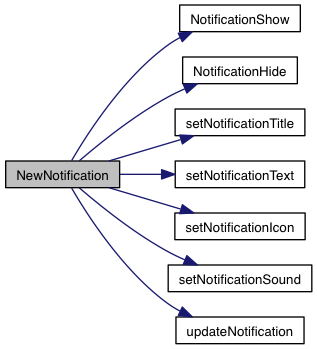 NotificationShow
NotificationHide
setNotificationTitle
NewNotification
setNotificationText
setNotificationIcon
setNotificationSound
updateNotification